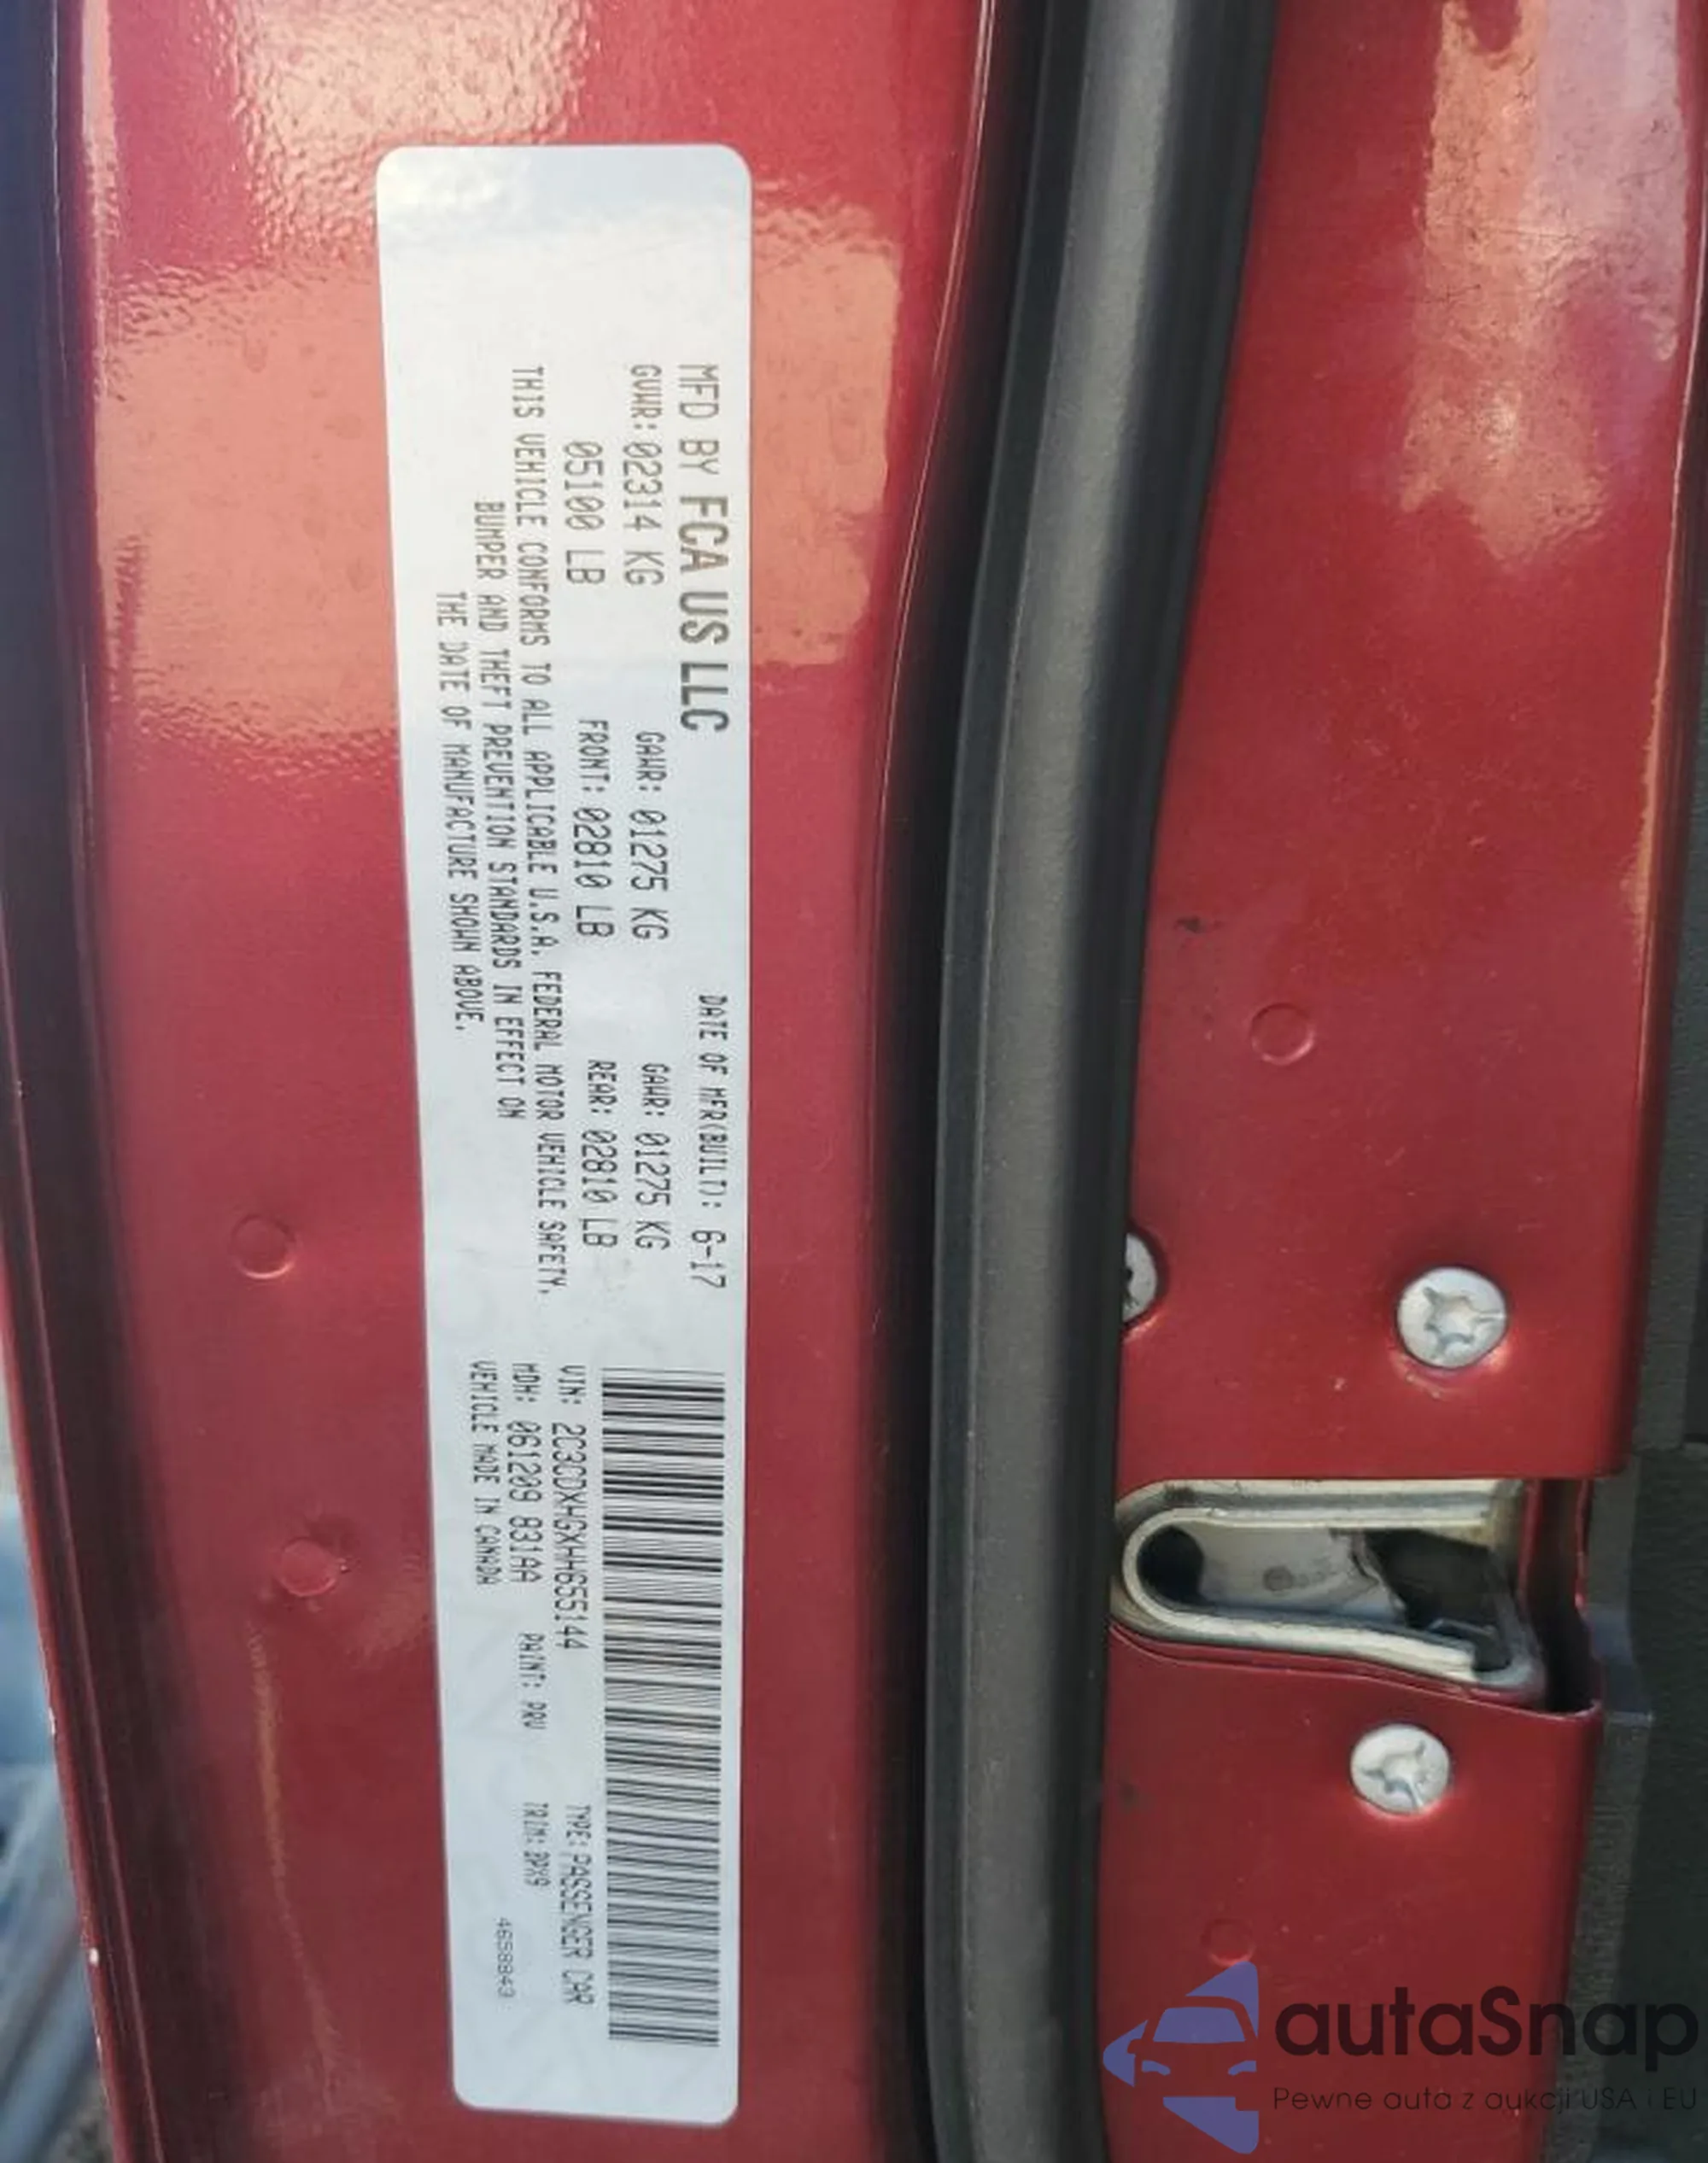 MFD BY FCA US LLC
DATE OF MFR(BUILT): 6-17
GVWR: 02314 KG GAWR: 01275 KG GAWR: 01275 KG
05100 LB FRONT: 02810 LB REAR: 02810 LB
THIS VEHICLE CONFORMS TO ALL APPLICABLE U.S.A. FEDERAL MOTOR VEHICLE SAFETY,
BUMPER AND THEFT PREVENTION STANDARDS IN EFFECT ON
THE DATE OF MANUFACTURE SHOWN ABOVE.
VIN: 2C3CDXHGXHH655144 TYPE: PASSENGER CAR
MDH: 061209 831AA PAINT: PRV TRIM: DPX9
VEHICLE MADE IN CANADA 4658843
autaSnap
Pewne auta z aukcji USA i EU